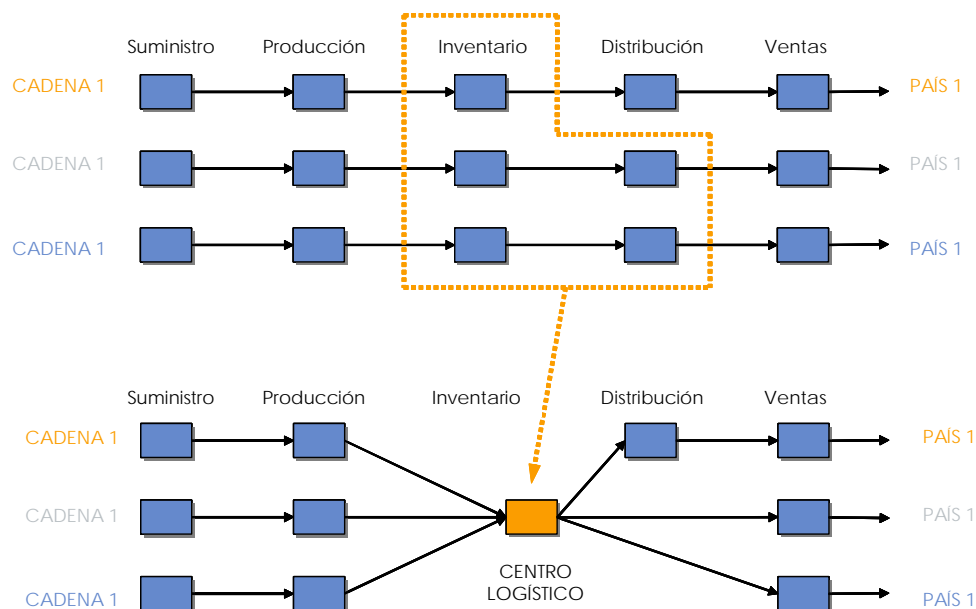 Suministro Producción Inventario Distribución Ventas
CADENA 1 PAÍS 1
CADENA 1 PAÍS 1
CADENA 1 PAÍS 1
Suministro Producción Inventario Distribución Ventas
CADENA 1 PAÍS 1
CADENA 1 PAÍS 1
CENTRO
LOGÍSTICO
CADENA 1 PAÍS 1